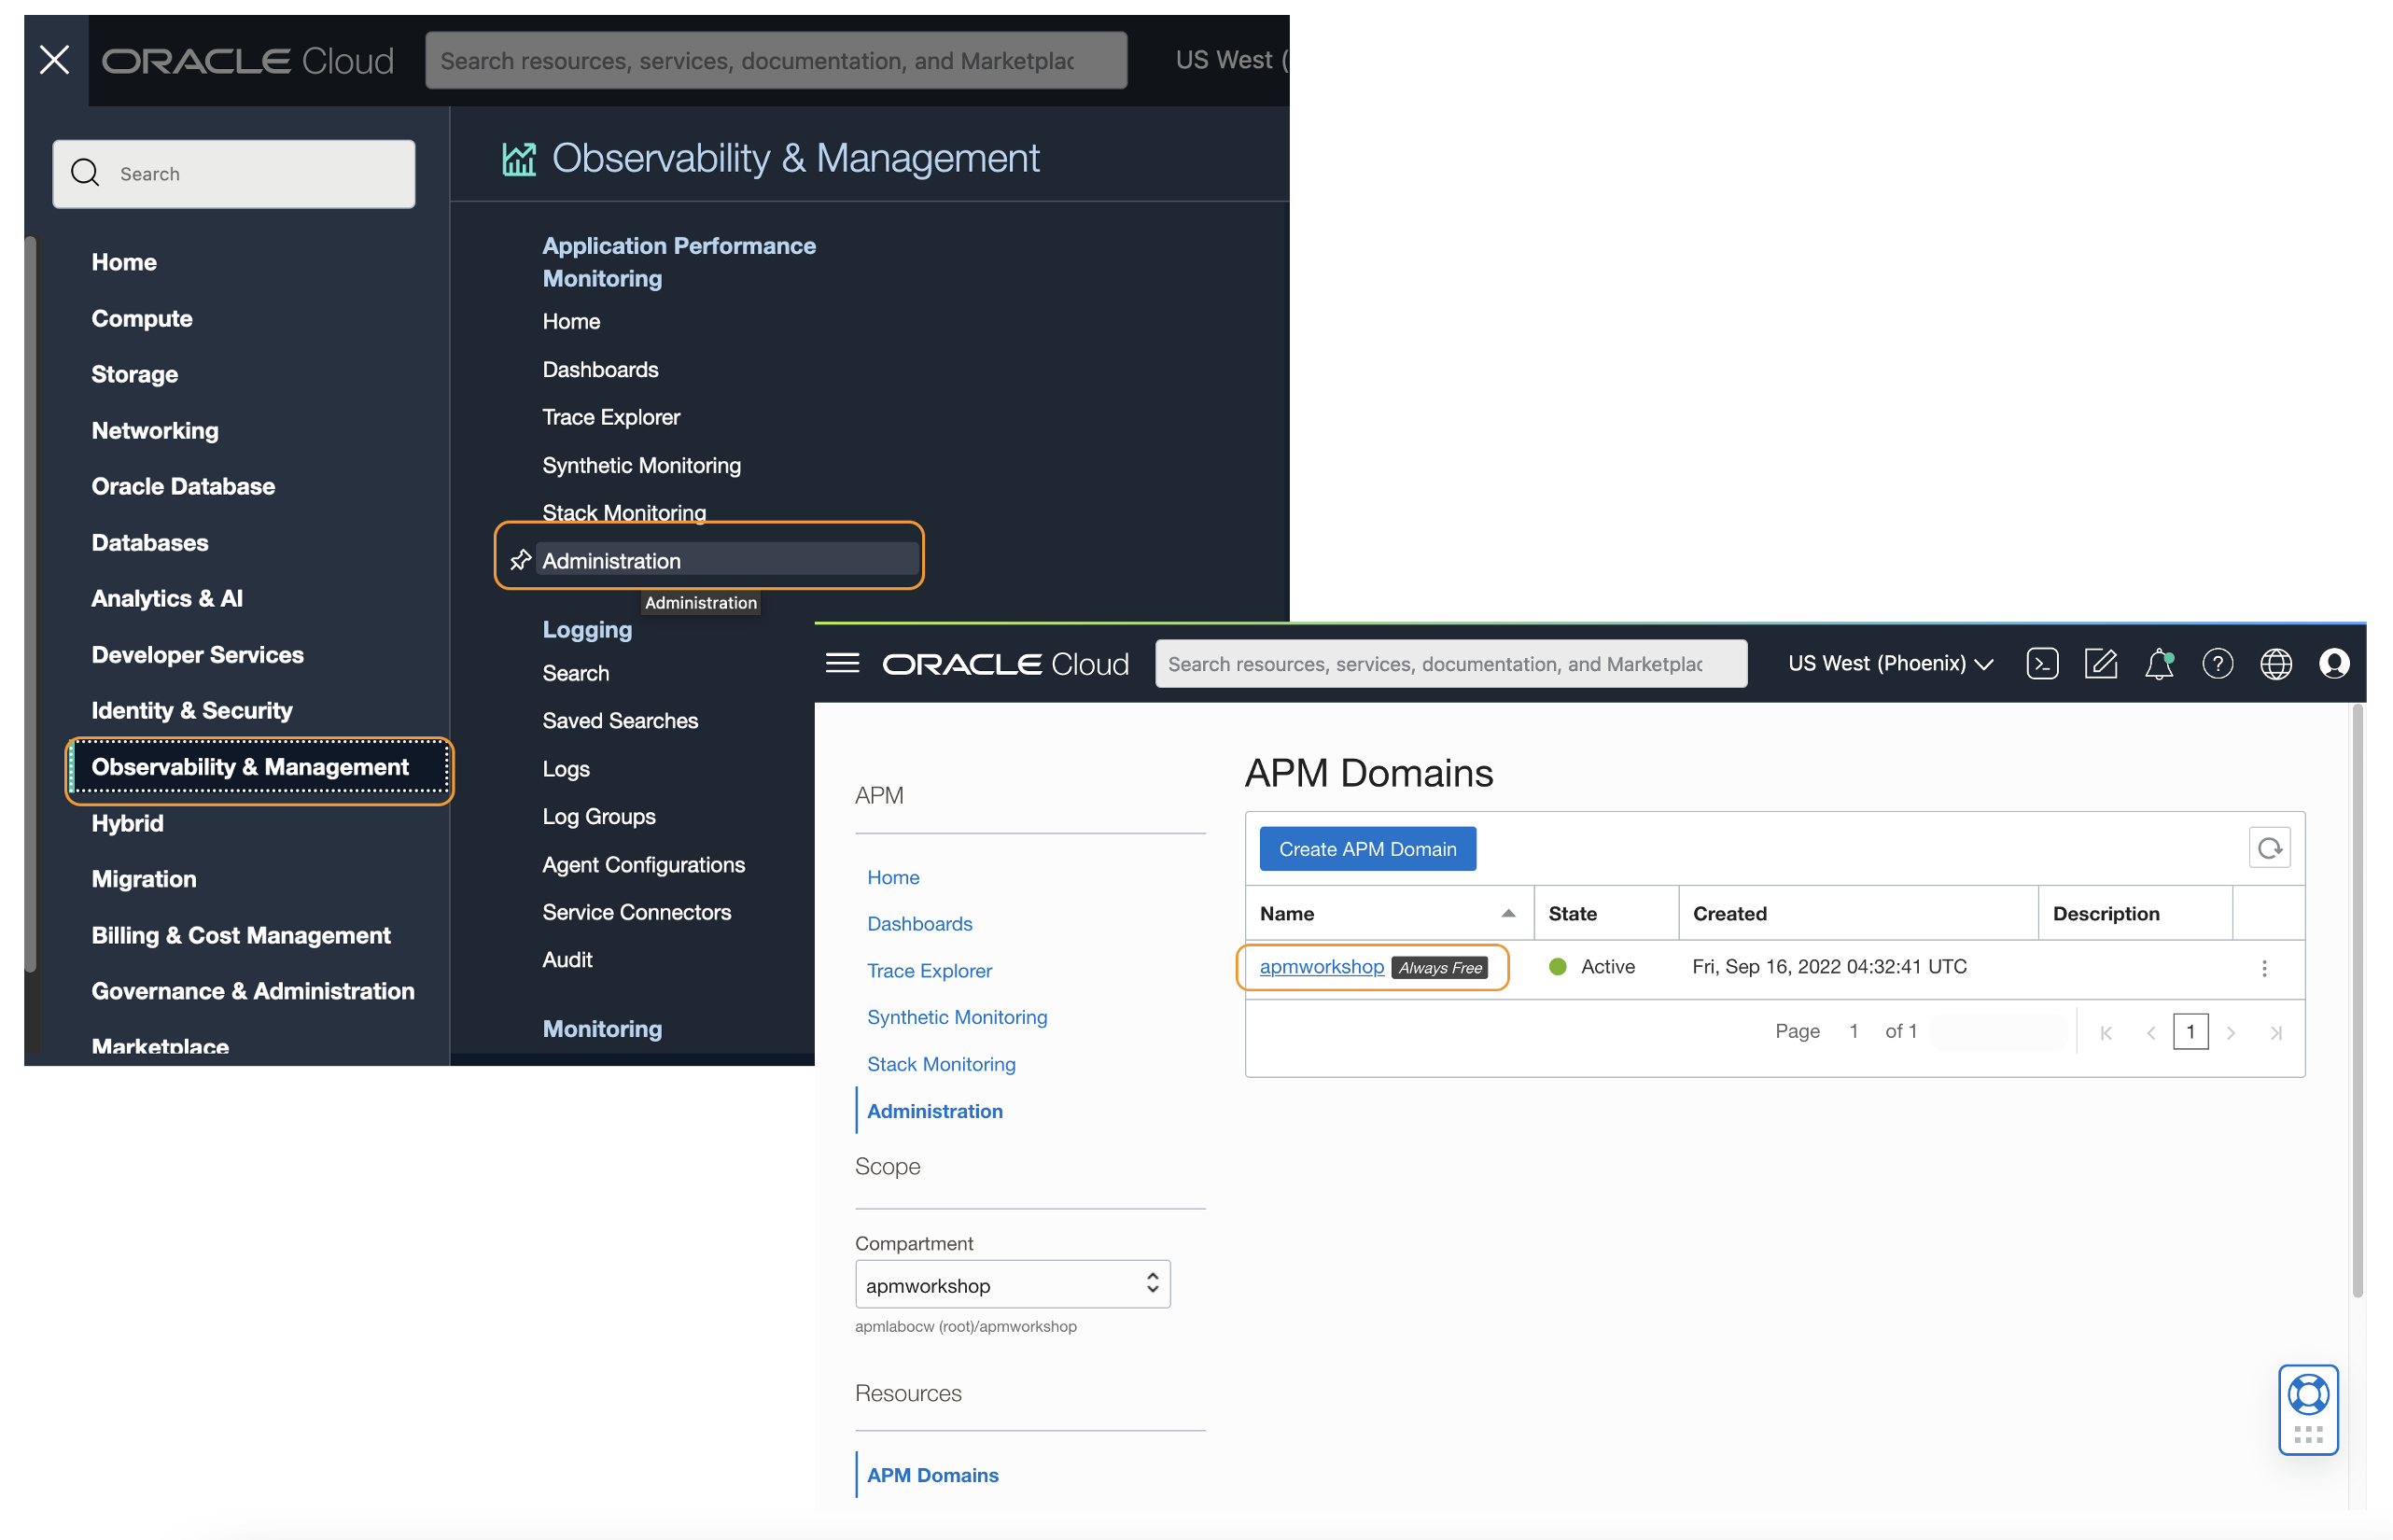 ORACLE Cloud
Search resources, services, documentation, and Marketplac
US West (
Search
Home
Compute
Storage
Networking
Oracle Database
Databases
Analytics & AI
Developer Services
Identity & Security
Observability & Management
Hybrid
Migration
Billing & Cost Management
Governance & Administration
Marketplace
Observability & Management
Application Performance
Monitoring
Home
Dashboards
Trace Explorer
Synthetic Monitoring
Stack Monitoring
Administration
Administration
Logging
Search
Saved Searches
Logs
Log Groups
Agent Configurations
Service Connectors
Audit
Monitoring
ORACLE Cloud
Search resources, services, documentation, and Marketplac
US West (Phoenix)
APM
Home
Dashboards
Trace Explorer
Synthetic Monitoring
Stack Monitoring
Administration
Scope
Compartment
apmworkshop
apmlabocw (root)/apmworkshop
Resources
APM Domains
APM Domains
Create APM Domain
Name State Created Description
apmworkshop Always Free Active Fri, Sep 16, 2022 04:32:41 UTC
Page 1 of 1 1